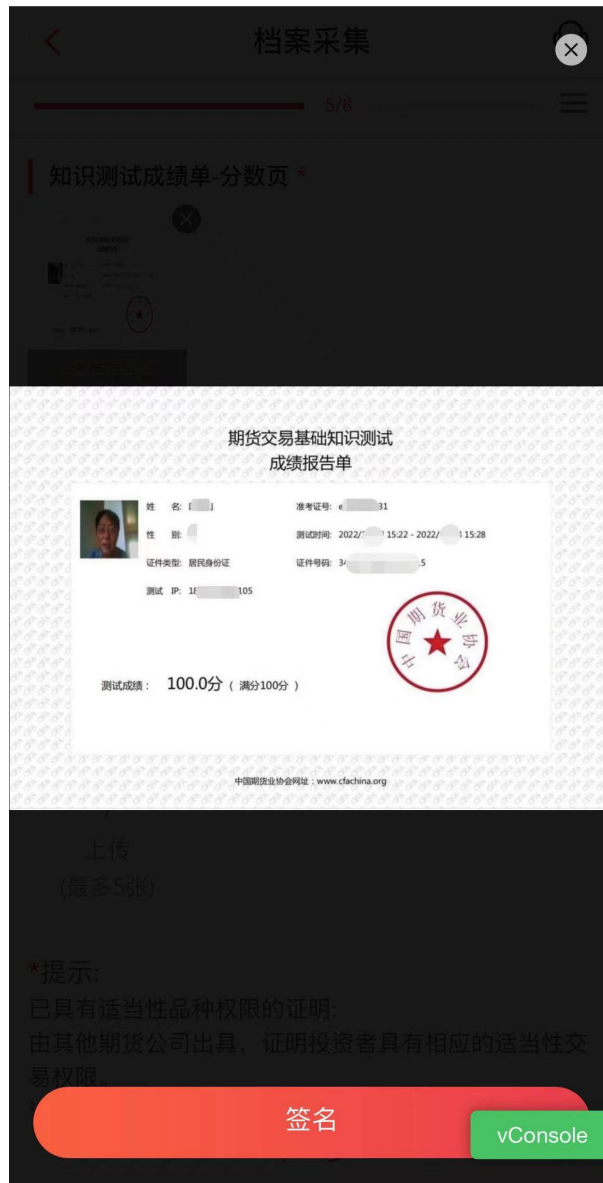 档案采集
5/8
知识测试成绩单-分数页 *
期货交易基础知识测试
成绩报告单
姓 名:
准考证号: e 31
性 别:
测试时间: 2022/ 15:22 - 2022/ 15:28
证件类型: 居民身份证
证件号码: 34 5
测试 IP: 105
中国期货业协会
测试成绩： 100.0分 ( 满分100分 )
中国期货业协会网址：www.cfachina.org
上传
(最多5张)
*提示:
已具有适当性品种权限的证明:
由其他期货公司出具，证明投资者具有相应的适当性交
易权限。
签名
vConsole